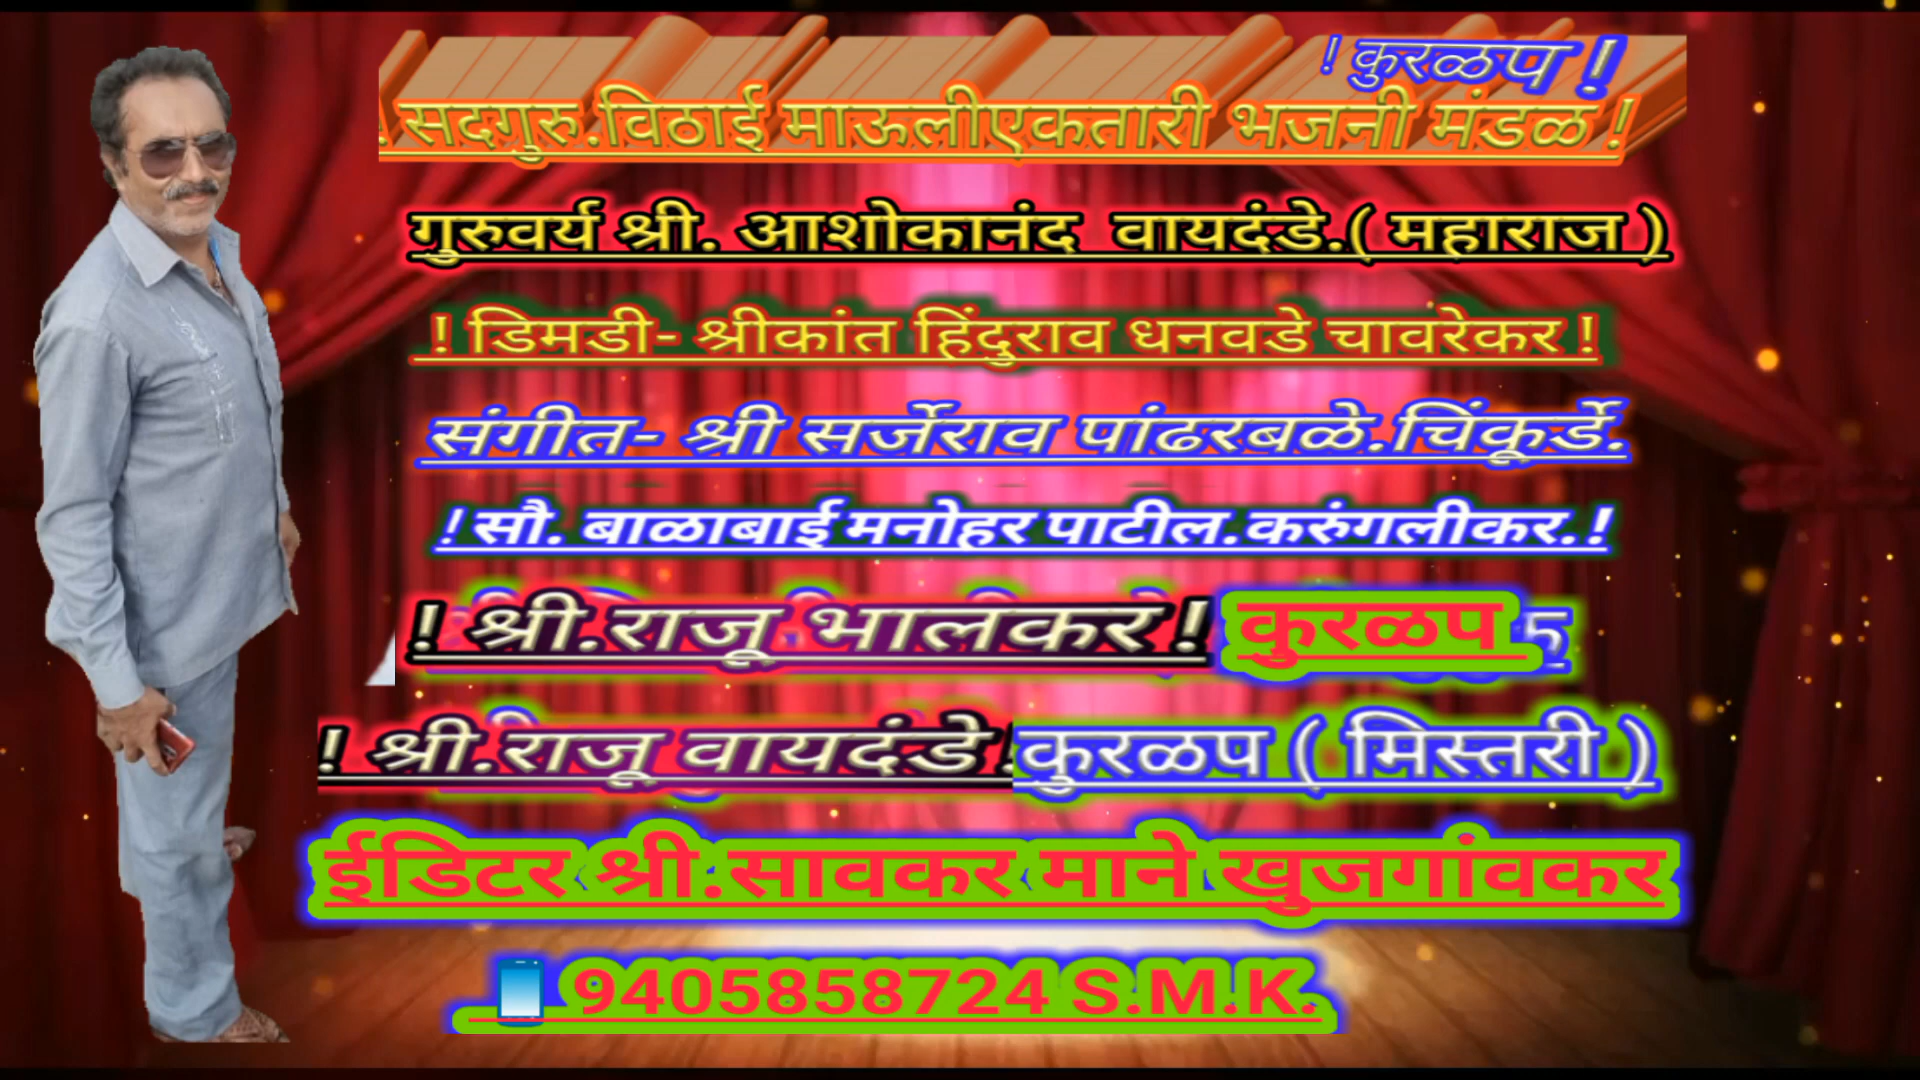 ! कुरळप !
! सदगुरु.विठाई माऊलीएकतारी भजनी मंडळ !
गुरुवर्य श्री. आशोकानंद वायदंडे.( महाराज )
! डिमडी- श्रीकांत हिंदुराव धनवडे चावरेकर !
संगीत- श्री सर्जेराव पांढरबळे.चिंकूर्डे.
! सौ. बाळाबाई मनोहर पाटील.करुंगलीकर.!
! श्री.राजू भालकर ! कुरळप
! श्री.राजू वायदंडे ! कुरळप ( मिस्तरी )
ईडिटर श्री.सावकर माने खुजगांवकर
9405858724 S.M.K.